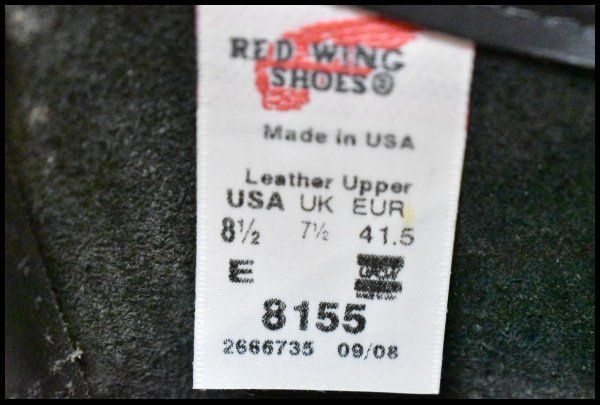 RED WING
SHOES®
Made in USA
Leather Upper
USA UK EUR
8½ 7½ 41.5
E
8155
2666735 09/08